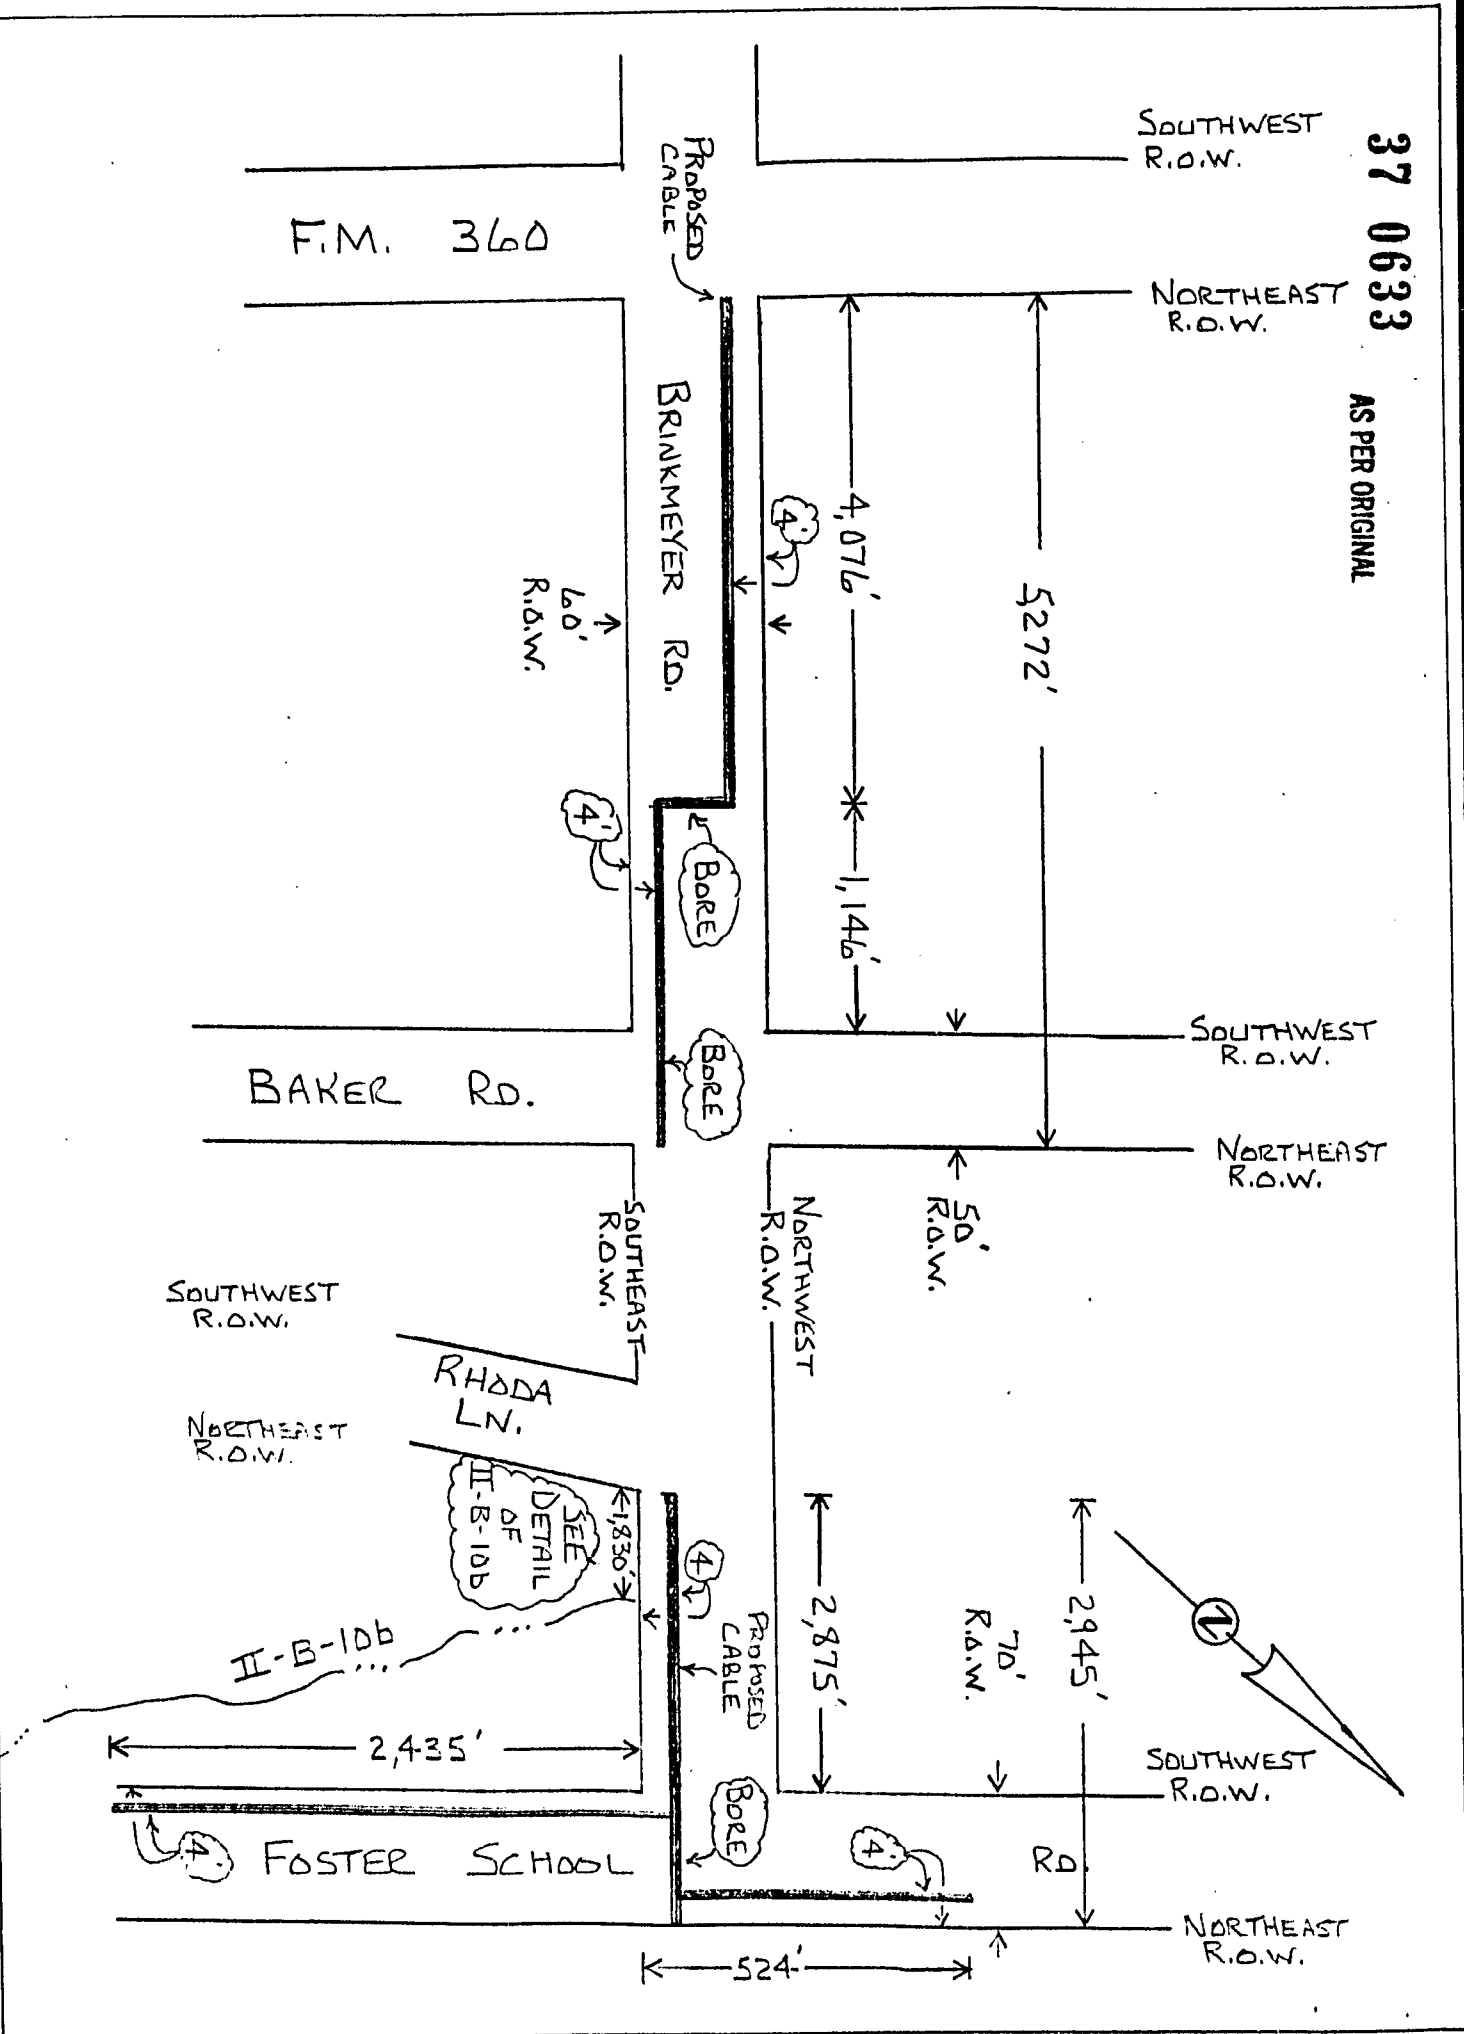 37 0633
AS PER ORIGINAL
SOUTHWEST
R.O.W.
PROPOSED
CABLE
F.M. 360
NORTHEAST
R.O.W.
BRINKMEYER RD.
4'
4,076'
5,272'
60'
R.O.W.
4'
BORE
1,146'
SOUTHWEST
R.O.W.
BAKER RD.
BORE
NORTHEAST
R.O.W.
50'
R.O.W.
SOUTHEAST
R.O.W.
NORTHWEST
R.O.W.
SOUTHWEST
R.O.W.
RHODA
LN.
NORTHEAST
R.O.W.
SEE
DETAIL
OF
II-B-10b
1,830'
4'
PROPOSED
CABLE
2,875'
70'
R.O.W.
2,945'
N
II-B-10b
2,435'
SOUTHWEST
R.O.W.
BORE
4'
FOSTER SCHOOL RD.
4'
NORTHEAST
R.O.W.
524'